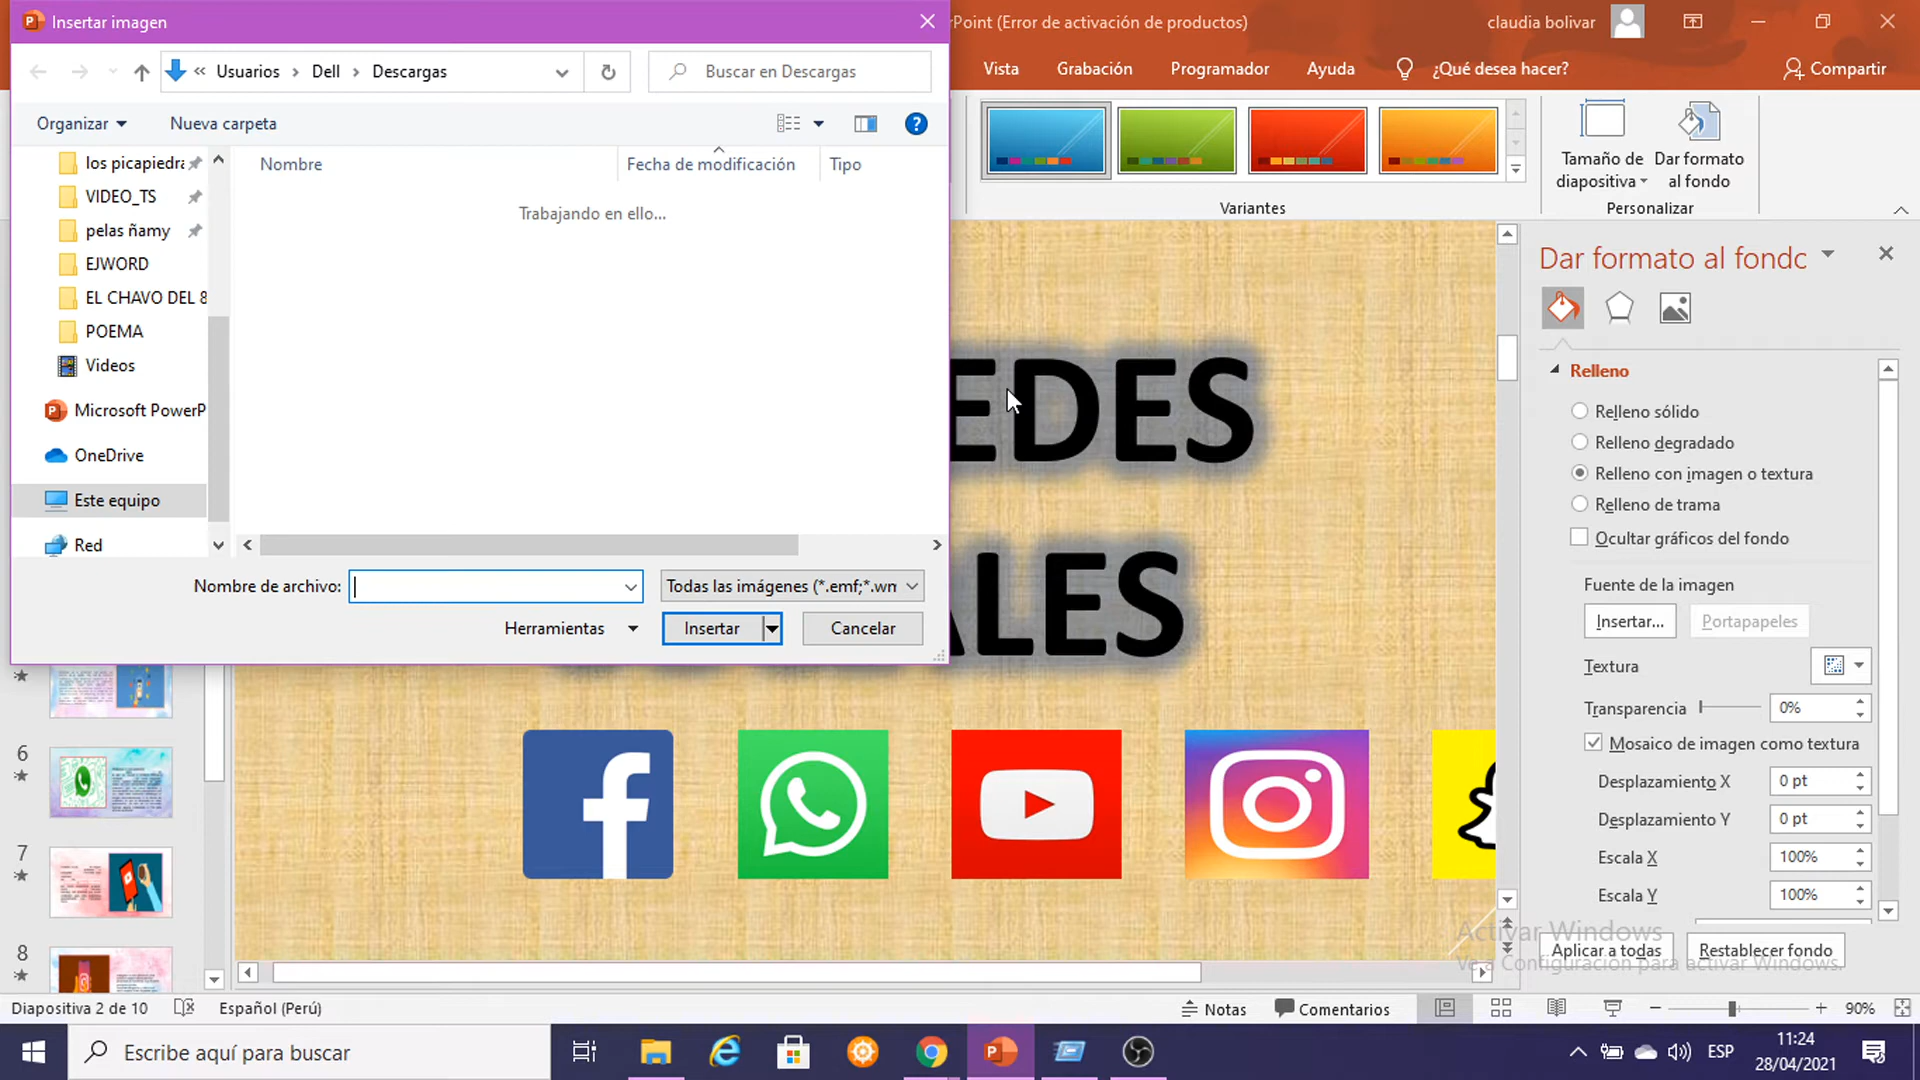 Insertar imagen
Point (Error de activación de productos)
claudia bolivar
Usuarios
Dell
Descargas
Buscar en Descargas
Vista
Grabación
Programador
Ayuda
¿Qué desea hacer?
Compartir
Organizar
Nueva carpeta
Nombre
Fecha de modificación
Tipo
Trabajando en ello...
los picapiedra
VIDEO_TS
pelas ñamy
EJWORD
EL CHAVO DEL 8
POEMA
Videos
Microsoft PowerP
OneDrive
Este equipo
Red
Nombre de archivo:
Todas las imágenes (*.emf;*.wn
Herramientas
Insertar
Cancelar
Variantes
Tamaño de diapositiva
Dar formato al fondo
Personalizar
EDES
ALES
Dar formato al fondo
Relleno
Relleno sólido
Relleno degradado
Relleno con imagen o textura
Relleno de trama
Ocultar gráficos del fondo
Fuente de la imagen
Insertar...
Portapapeles
Textura
Transparencia
0%
Mosaico de imagen como textura
Desplazamiento X
0 pt
Desplazamiento Y
0 pt
Escala X
100%
Escala Y
100%
Activar Windows
Ve a Configuración para activar Windows.
Aplicar a todas
Restablecer fondo
6
7
8
Diapositiva 2 de 10
Español (Perú)
Notas
Comentarios
90%
Escribe aquí para buscar
ESP
11:24
28/04/2021